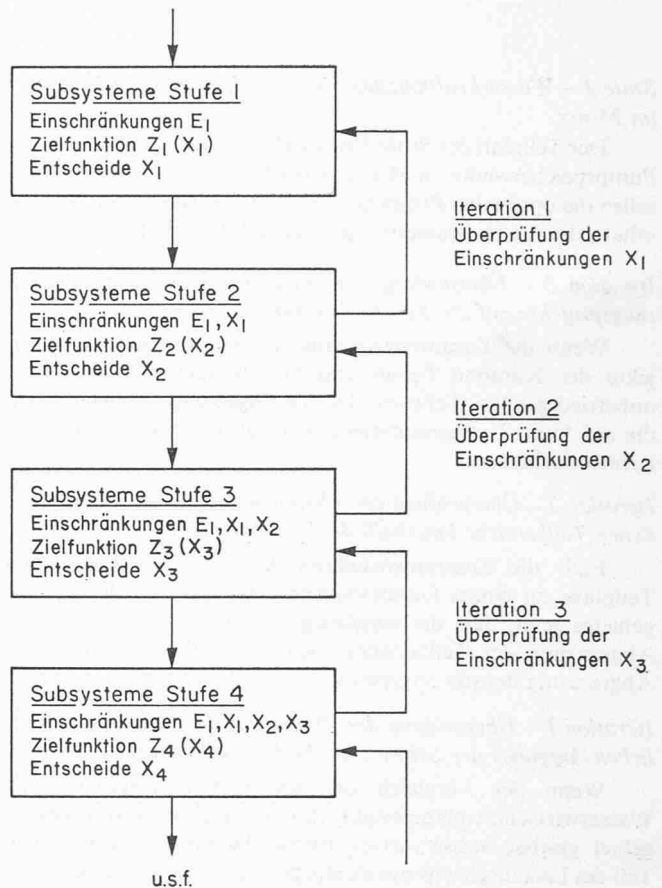 Subsysteme Stufe 1
Einschränkungen E₁
Zielfunktion Z₁(X₁)
Entscheide X₁
Iteration 1
Überprüfung der
Einschränkungen X₁
Subsysteme Stufe 2
Einschränkungen E₁,X₁
Zielfunktion Z₂(X₂)
Entscheide X₂
Iteration 2
Überprüfung der
Einschränkungen X₂
Subsysteme Stufe 3
Einschränkungen E₁,X₁,X₂
Zielfunktion Z₃(X₃)
Entscheide X₃
Iteration 3
Überprüfung der
Einschränkungen X₃
Subsysteme Stufe 4
Einschränkungen E₁,X₁,X₂,X₃
Zielfunktion Z₄(X₄)
Entscheide X₄
u.s.f.